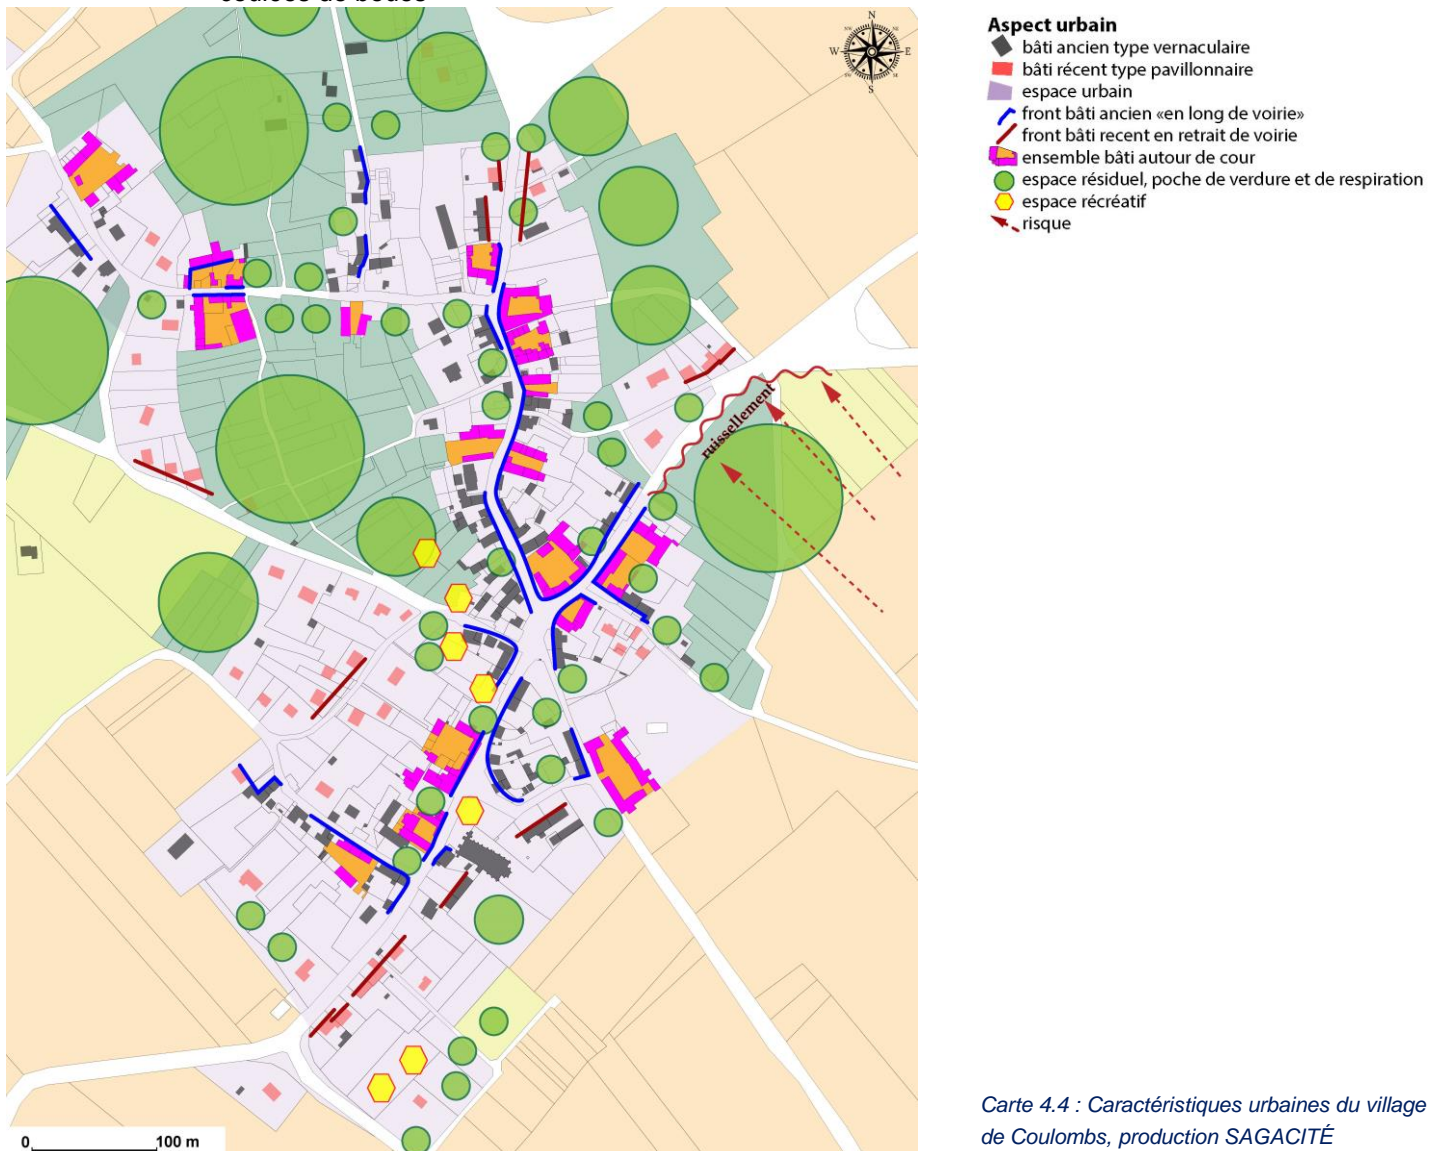 N
W
E
S
Aspect urbain
bâti ancien type vernaculaire
bâti récent type pavillonnaire
espace urbain
front bâti ancien «en long de voirie»
front bâti recent en retrait de voirie
ensemble bâti autour de cour
espace résiduel, poche de verdure et de respiration
espace récréatif
risque
ruissellement
0
100 m
Carte 4.4 : Caractéristiques urbaines du village
de Coulombs, production SAGACITÉ